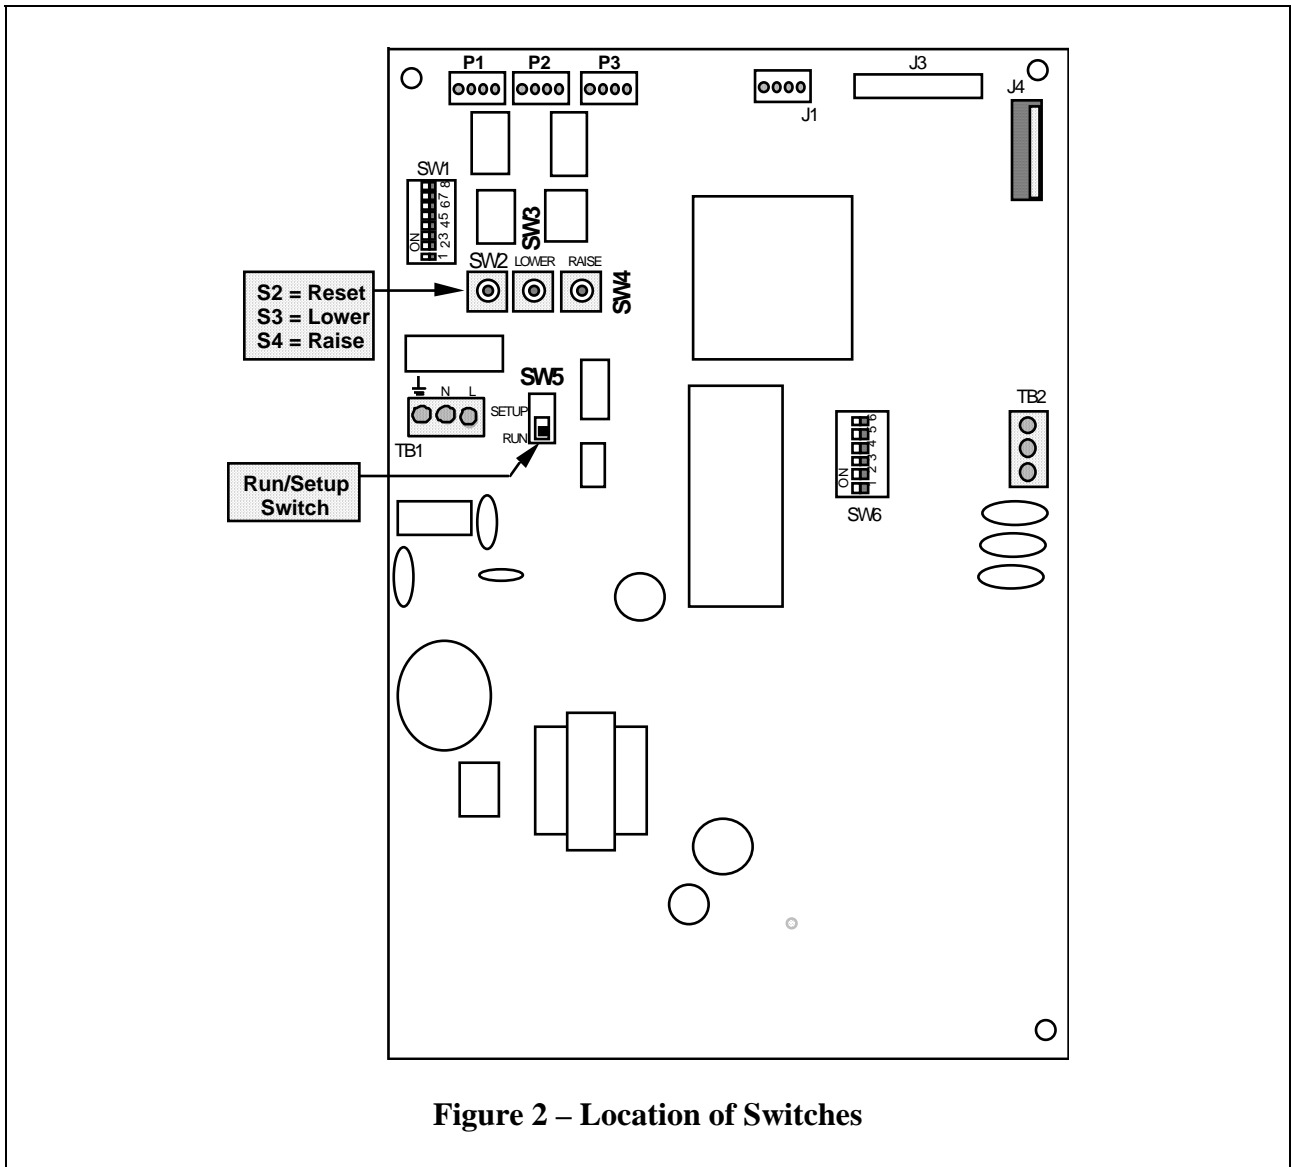 P1 P2 P3
J3
J4
J1
SW1
ON
1 2 3 4 5 6 7 8
SW3
SW2 LOWER RAISE
SW4
S2 = Reset
S3 = Lower
S4 = Raise
SW5
N L
SETUP
RUN
TB1
TB2
ON
1 2 3 4 5 6
SW6
Run/Setup
Switch
Figure 2 – Location of Switches